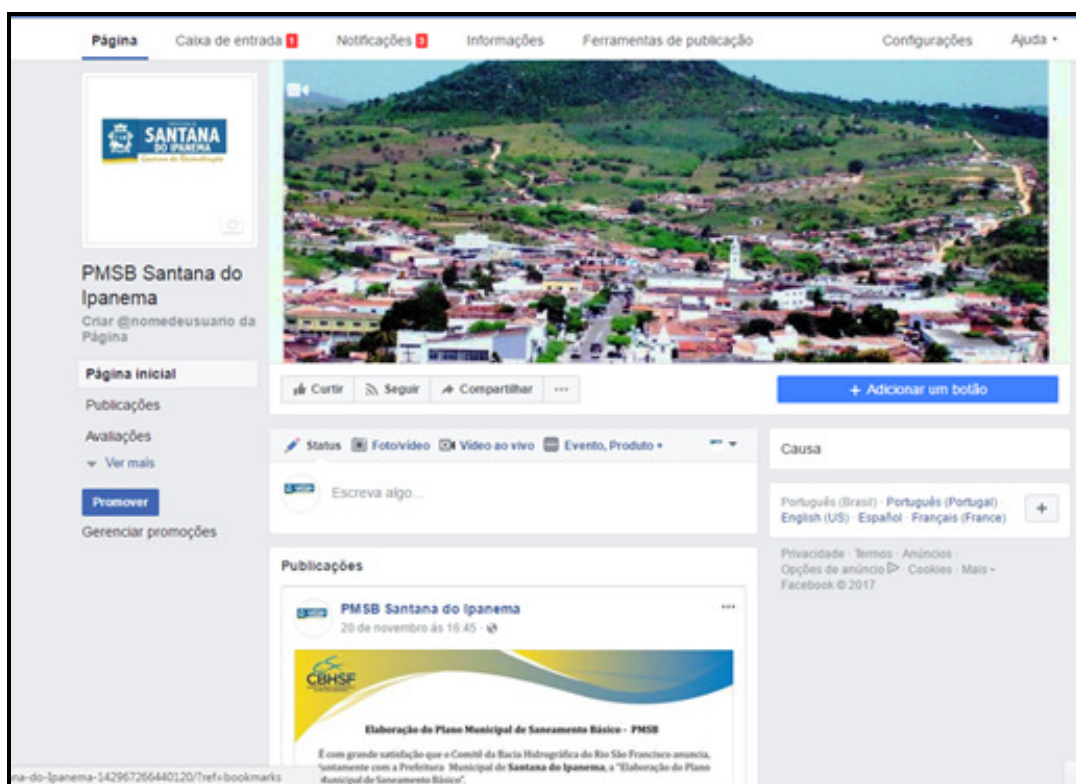 Página Caixa de entrada 1 Notificações 3 Informações Ferramentas de publicação Configurações Ajuda
SANTANA
DO IPANEMA
PMSB Santana do
Ipanema
Criar @nomedeusuario da
Página
Página inicial
Publicações
Avaliações
Ver mais
Promover
Gerenciar promoções
Curtir Seguir Compartilhar ...
+ Adicionar um botão
Status Foto/vídeo Vídeo ao vivo Evento, Produto +
Escreva algo...
Causa
Português (Brasil) · Português (Portugal) ·
English (US) · Español · Français (France)
+
Privacidade · Termos · Anúncios ·
Opções de anúncio · Cookies · Mais
Facebook © 2017
Publicações
PMSB Santana do Ipanema
20 de novembro às 16:45 ·
...
CBHSF
Elaboração do Plano Municipal de Saneamento Básico - PMSB
É com grande satisfação que o Comitê da Bacia Hidrográfica do Rio São Francisco anuncia,
juntamente com a Prefeitura Municipal de Santana do Ipanema, a "Elaboração do Plano
Municipal de Saneamento Básico".
na-do-Ipanema-142967266440120/?ref=bookmarks